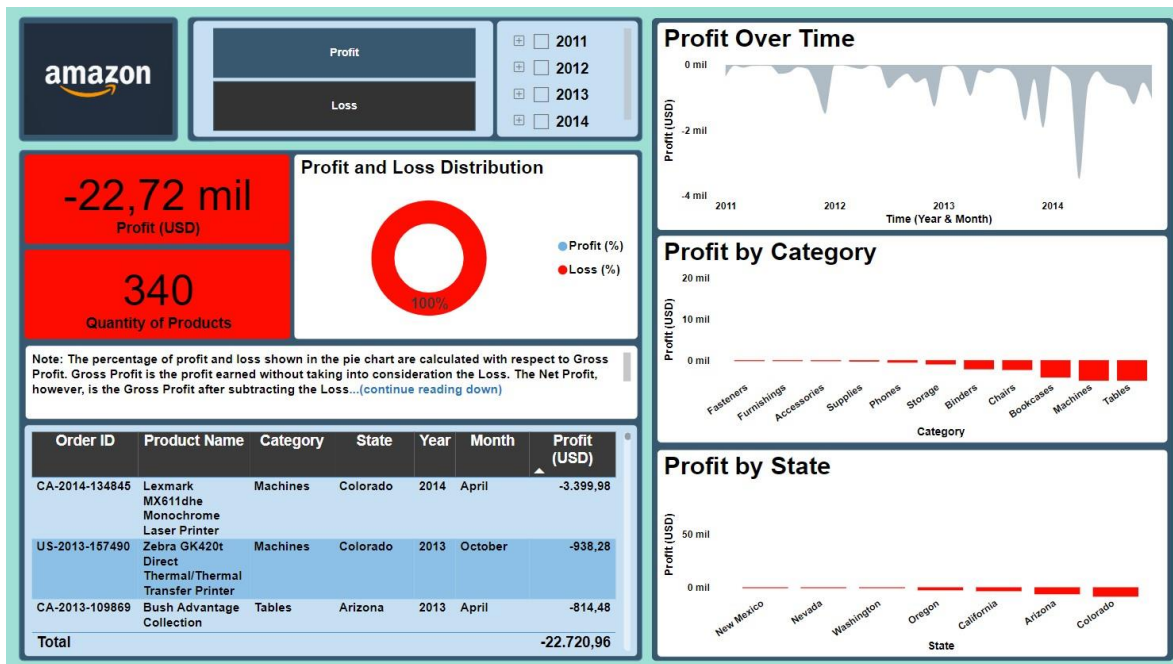 amazon
Profit
Loss
2011
2012
2013
2014
-22,72 mil
Profit (USD)
340
Quantity of Products
Profit and Loss Distribution
100%
Profit (%)
Loss (%)
Note: The percentage of profit and loss shown in the pie chart are calculated with respect to Gross
Profit. Gross Profit is the profit earned without taking into consideration the Loss. The Net Profit,
however, is the Gross Profit after subtracting the Loss...(continue reading down)
Order ID Product Name Category State Year Month Profit
(USD)
CA-2014-134845 Lexmark Machines Colorado 2014 April -3.399,98
MX611dhe
Monochrome
Laser Printer
US-2013-157490 Zebra GK420t Machines Colorado 2013 October -938,28
Direct
Thermal/Thermal
Transfer Printer
CA-2013-109869 Bush Advantage Tables Arizona 2013 April -814,48
Collection
Total -22.720,96
Profit Over Time
0 mil
-2 mil
-4 mil
Profit (USD)
2011 2012 2013 2014
Time (Year & Month)
Profit by Category
20 mil
10 mil
0 mil
Profit (USD)
Fasteners Furnishings Accessories Supplies Phones Storage Binders Chairs Bookcases Machines Tables
Category
Profit by State
50 mil
0 mil
Profit (USD)
New Mexico Nevada Washington Oregon California Arizona Colorado
State